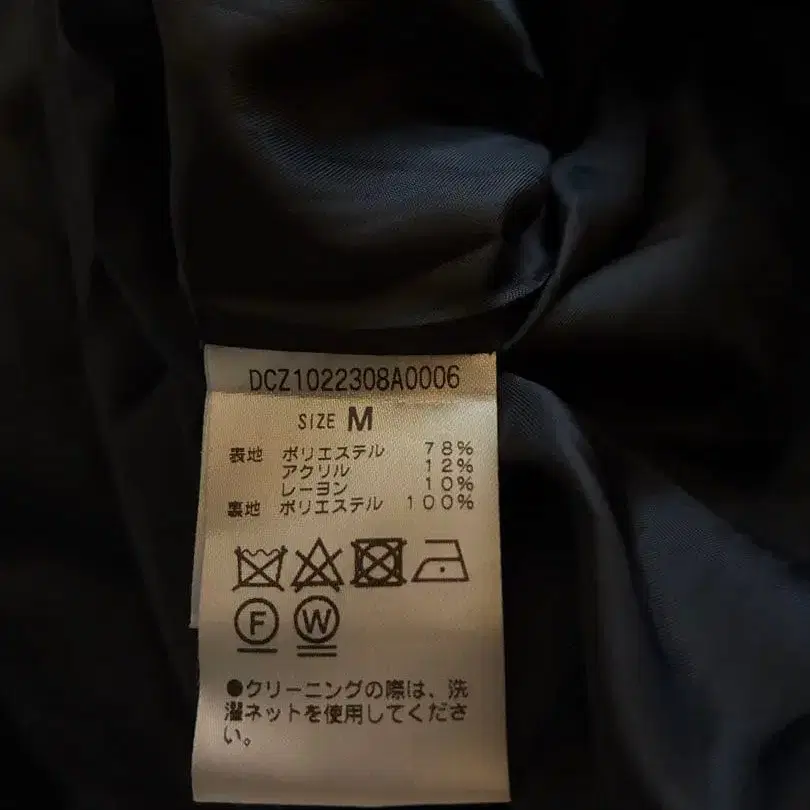 DCZ1022308A0006
SIZE M
表地 ポリエステル 78%
アクリル 12%
レーヨン 10%
裏地 ポリエステル 100%
F W
●クリーニングの際は、洗
濯ネットを使用してくださ
い。